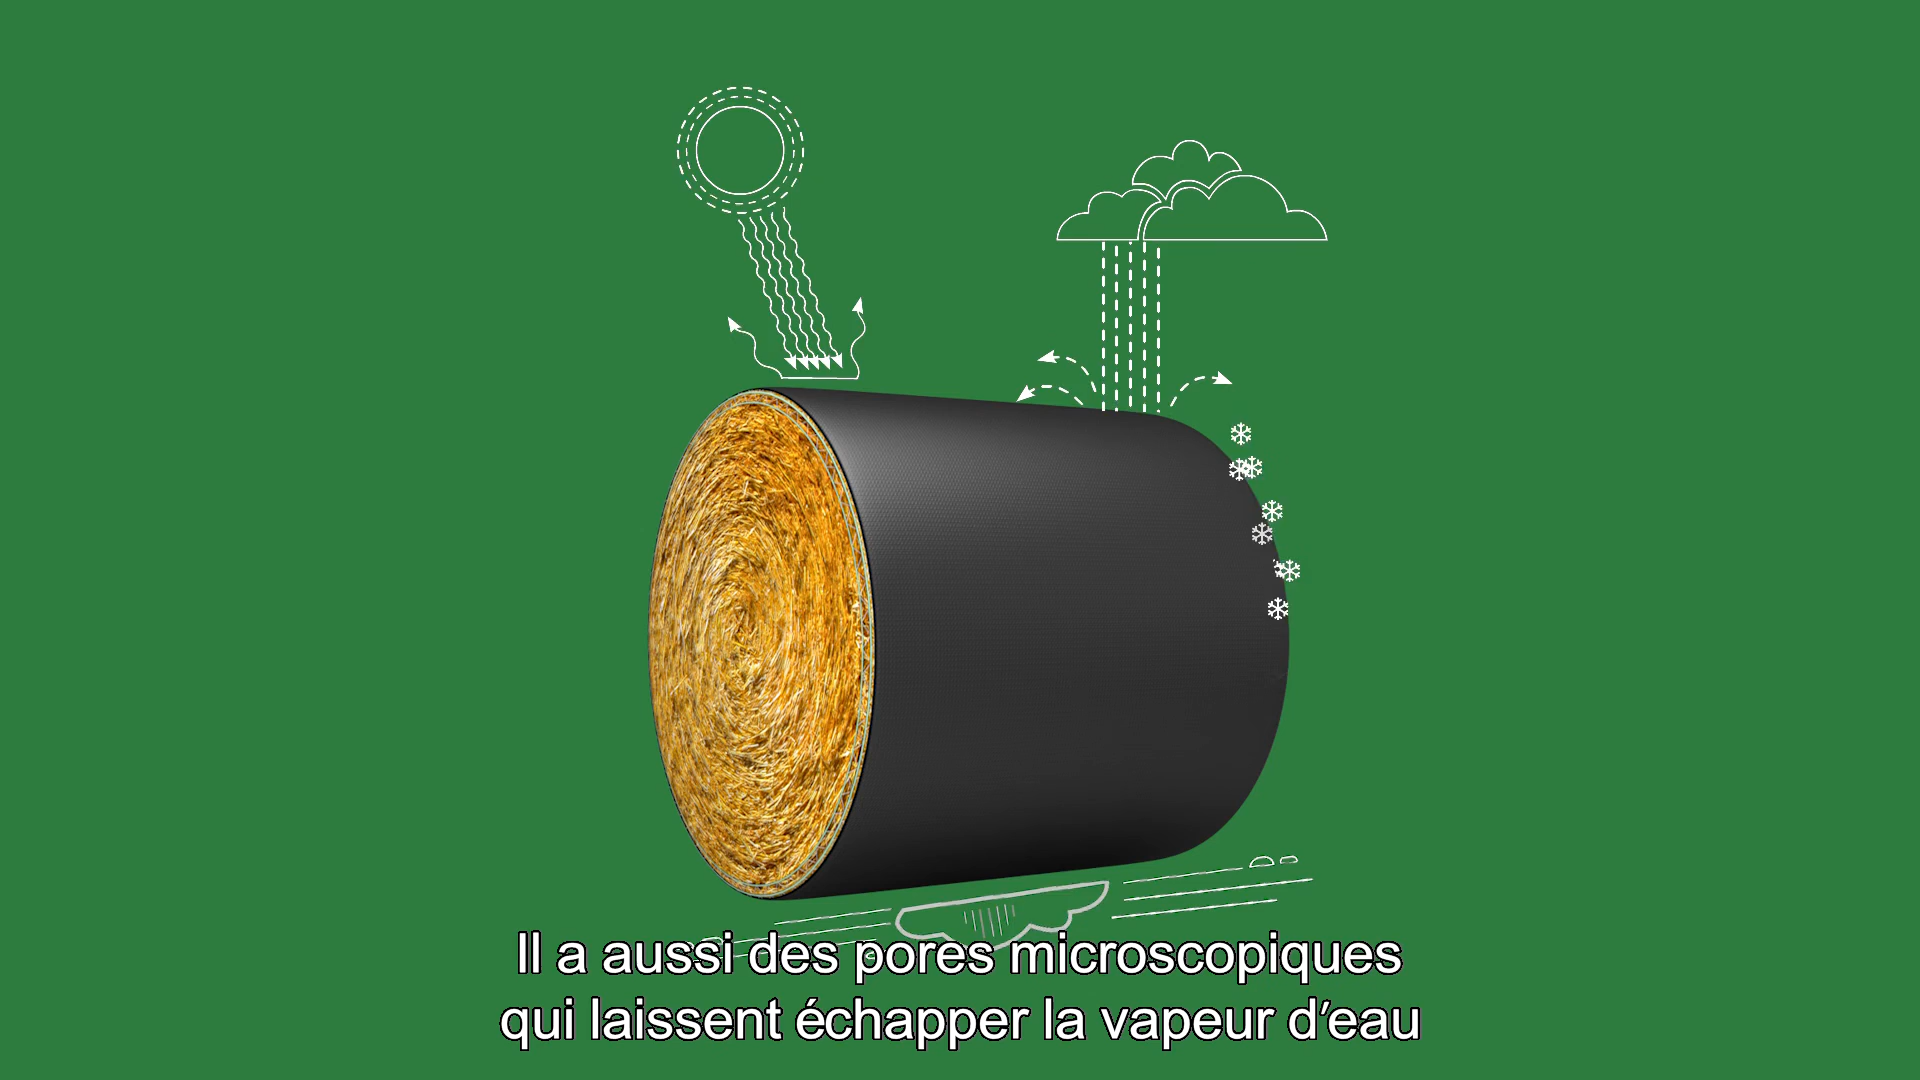 Il a aussi des pores microscopiques
qui laissent échapper la vapeur d'eau